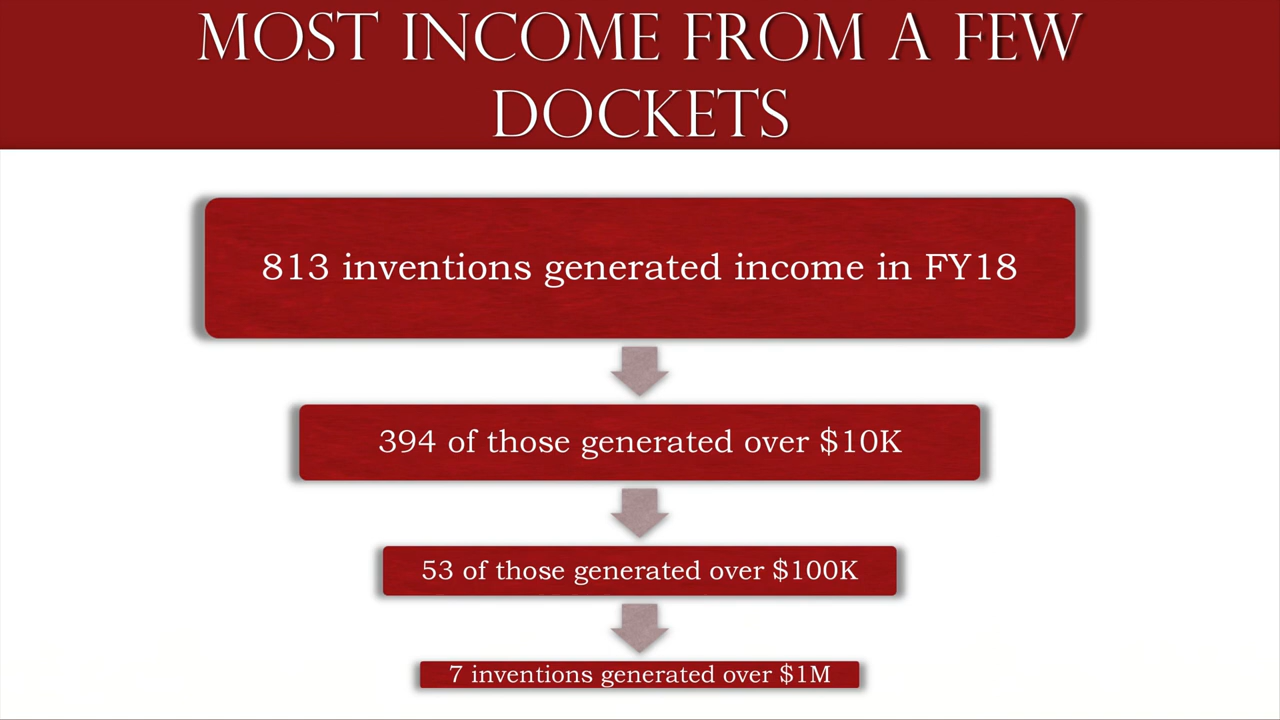 MOST INCOME FROM A FEW
DOCKETS
813 inventions generated income in FY18
394 of those generated over $10K
53 of those generated over $100K
7 inventions generated over $1M